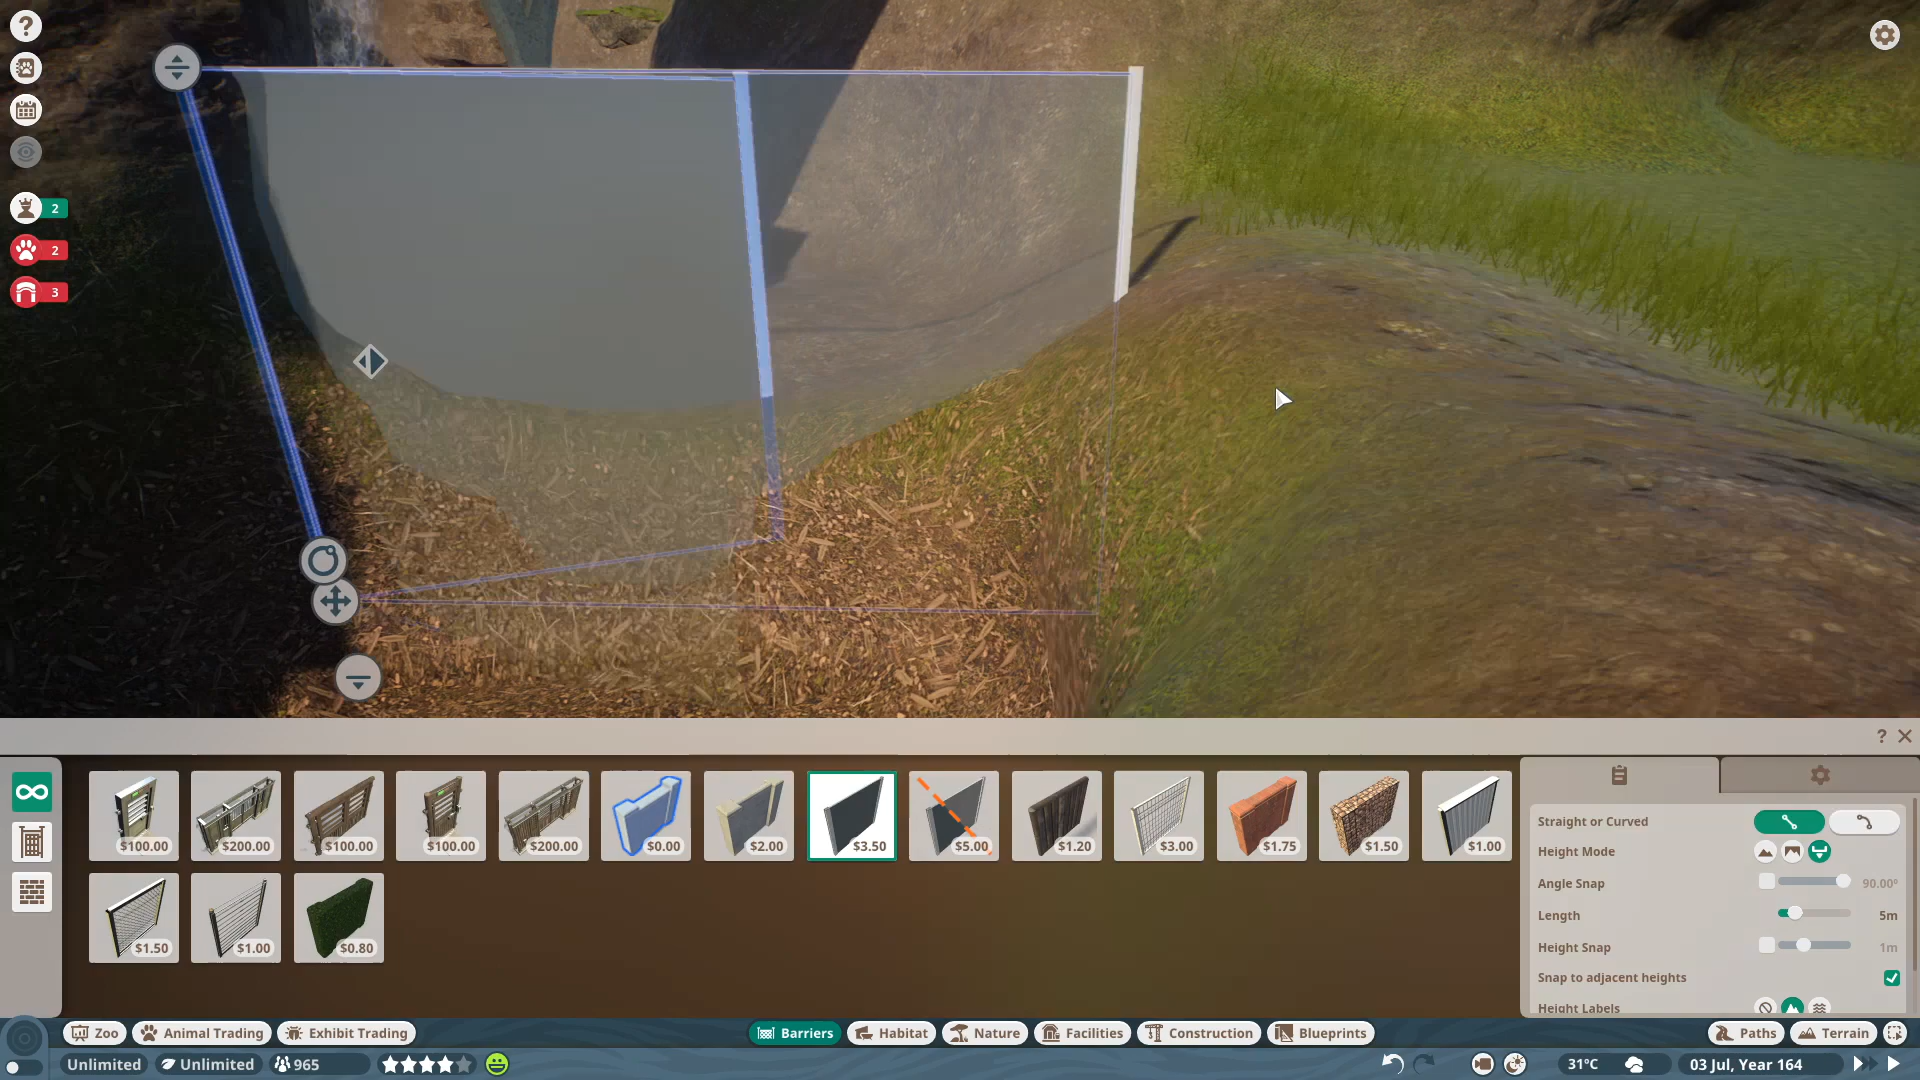 ?
2
2
3
? 
$100.00 $200.00 $100.00 $100.00 $200.00 $0.00 $2.00 $3.50 $5.00 $1.20 $3.00 $1.75 $1.50 $1.00
$1.50 $1.00 $0.80
Straight or Curved
Height Mode
Angle Snap 90.00°
Length 5m
Height Snap 1m
Snap to adjacent heights
Height Labels
Zoo Animal Trading Exhibit Trading Barriers Habitat Nature Facilities Construction Blueprints Paths Terrain
Unlimited Unlimited 965 31°C 03 Jul, Year 164